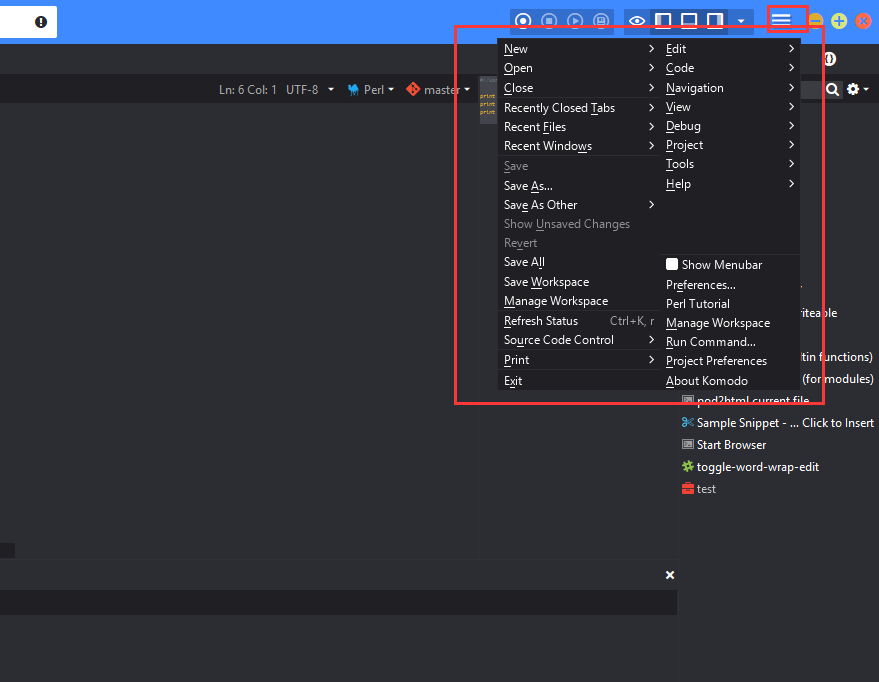 Ln: 6 Col: 1 UTF-8 Perl master
print
print
print
New
Open
Close
Recently Closed Tabs
Recent Files
Recent Windows
Save
Save As...
Save As Other
Show Unsaved Changes
Revert
Save All
Save Workspace
Manage Workspace
Refresh Status Ctrl+K, r
Source Code Control
Print
Exit
Edit
Code
Navigation
View
Debug
Project
Tools
Help
Show Menubar
Preferences...
Perl Tutorial
Manage Workspace
Run Command...
Project Preferences
About Komodo
riteable
ltin functions)
(for modules)
pod2html current file
Sample Snippet - ... Click to Insert
Start Browser
toggle-word-wrap-edit
test